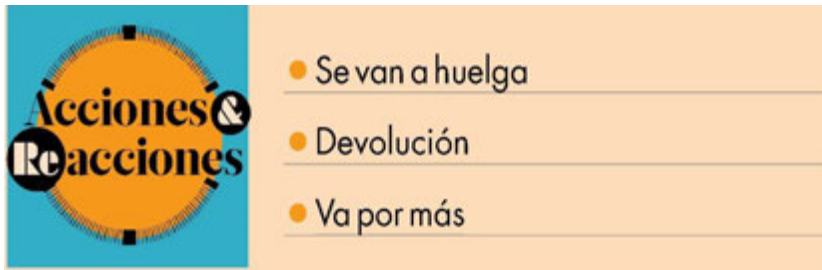 Acciones &
Reacciones
Se van a huelga
Devolución
Va por más